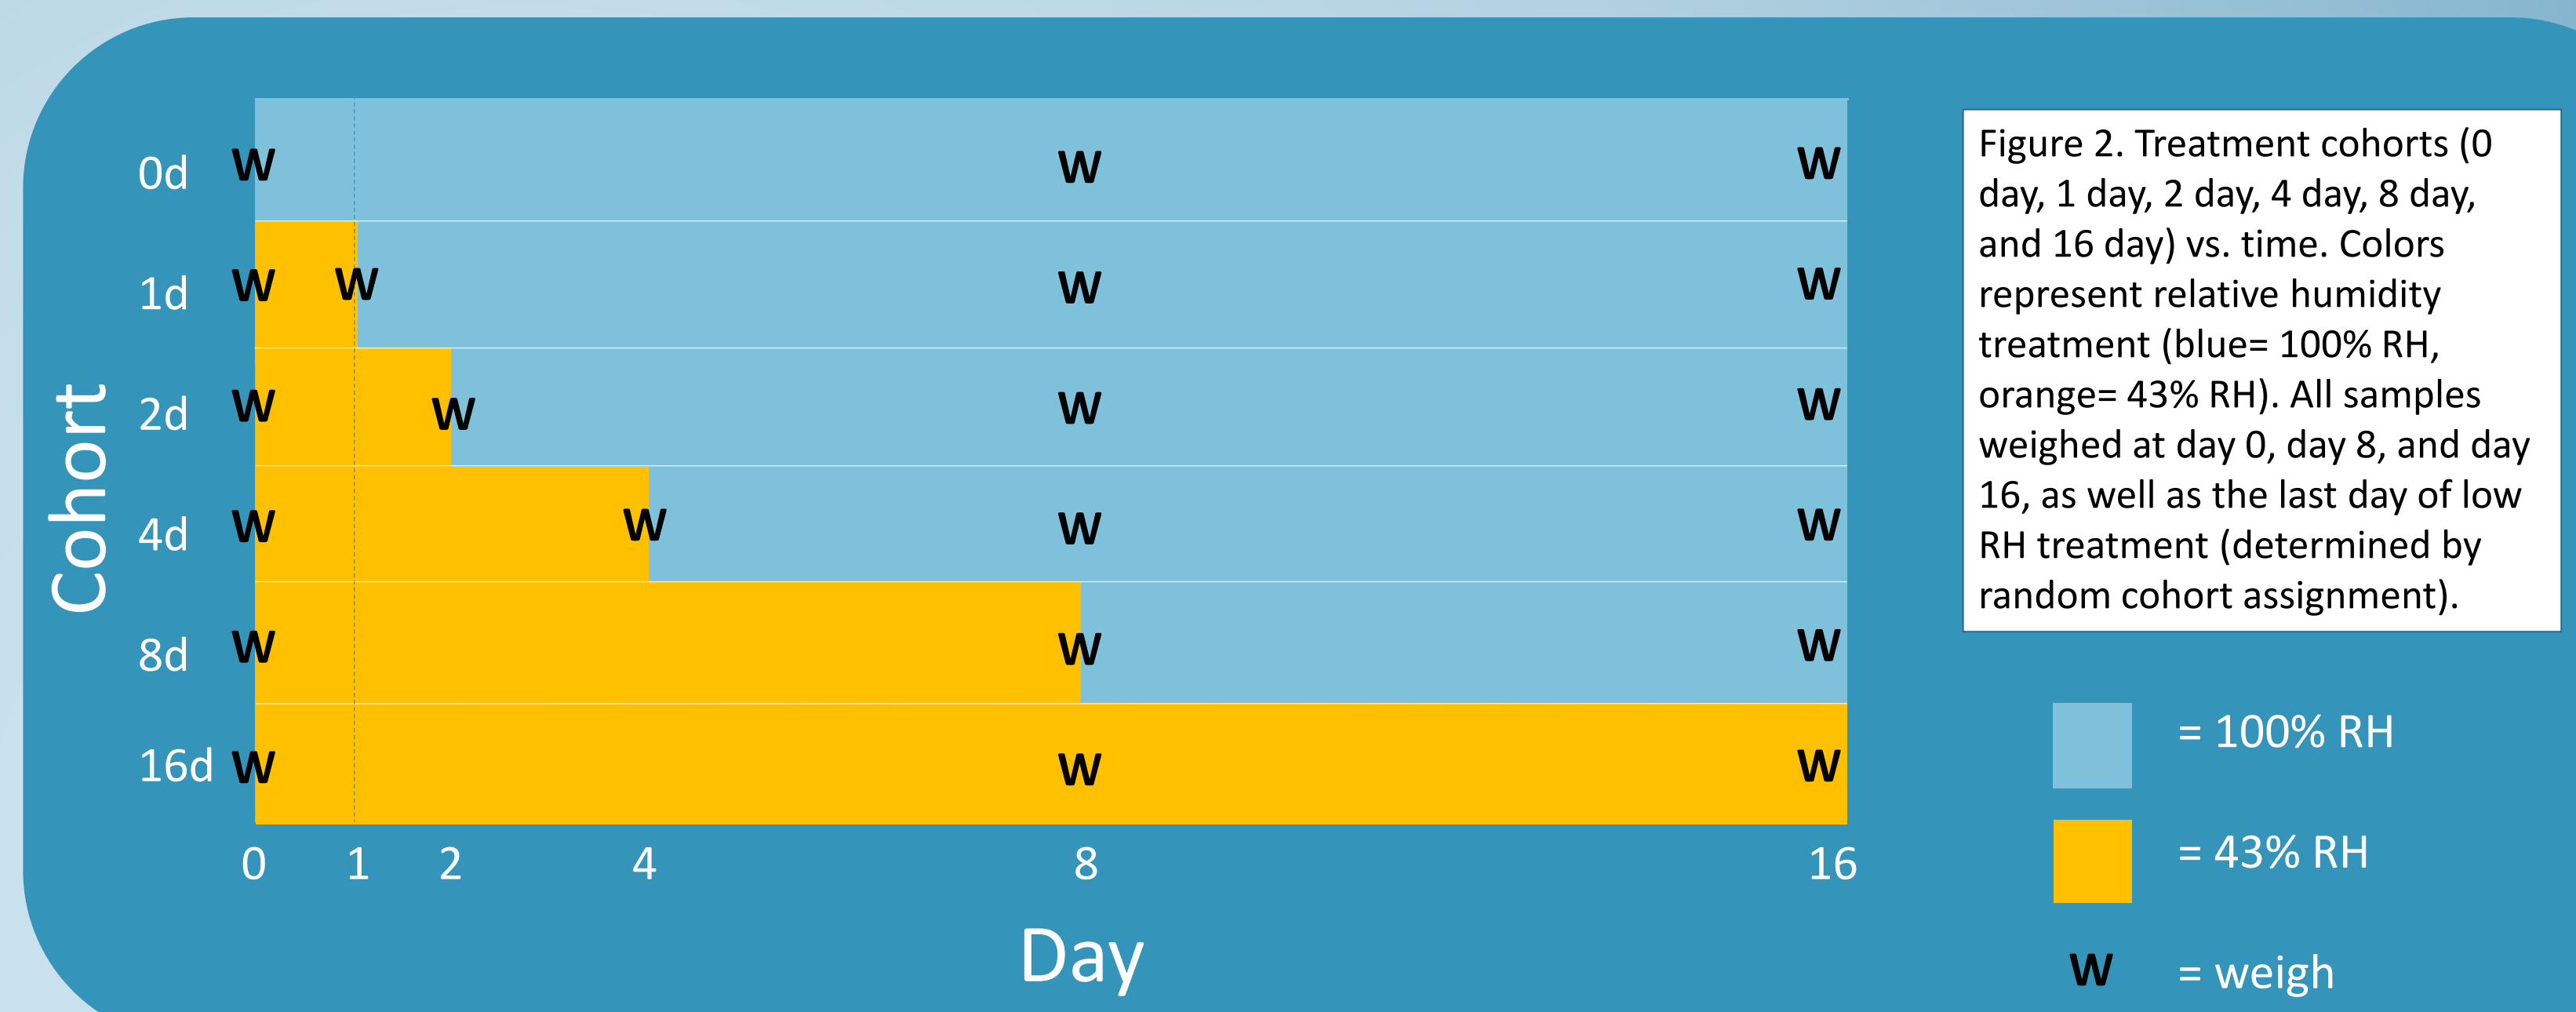 0d W W W
1d W W W W
2d W W W W
4d W W W W
8d W W W
16d W W W
Cohort
0 1 2 4 8 16
Day
Figure 2. Treatment cohorts (0
day, 1 day, 2 day, 4 day, 8 day,
and 16 day) vs. time. Colors
represent relative humidity
treatment (blue= 100% RH,
orange= 43% RH). All samples
weighed at day 0, day 8, and day
16, as well as the last day of low
RH treatment (determined by
random cohort assignment).
= 100% RH
= 43% RH
W = weigh